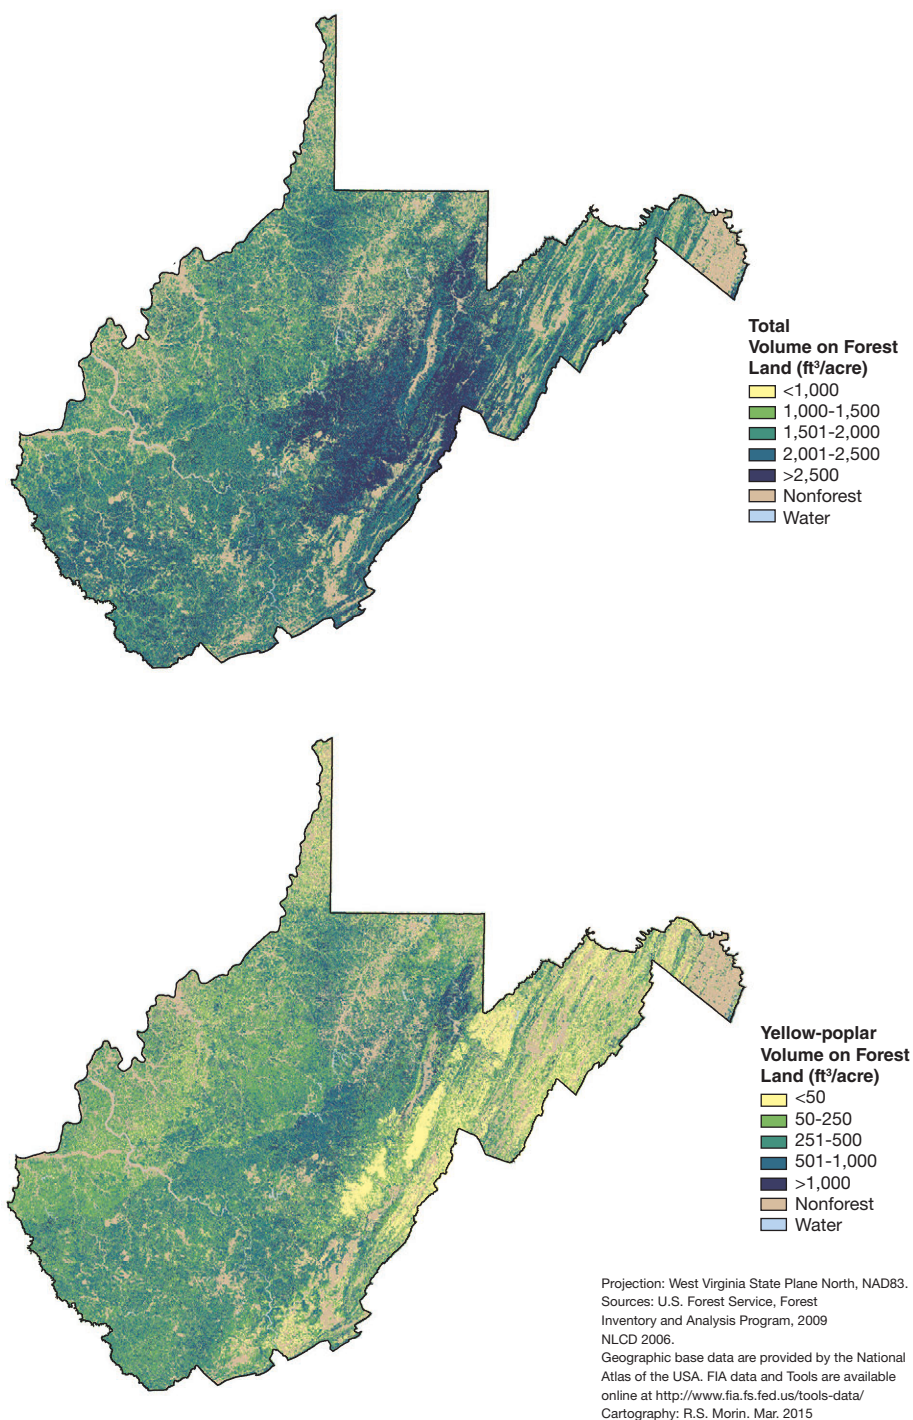 Total
Volume on Forest
Land (ft³/acre)
<1,000
1,000-1,500
1,501-2,000
2,001-2,500
>2,500
Nonforest
Water
Yellow-poplar
Volume on Forest
Land (ft³/acre)
<50
50-250
251-500
501-1,000
>1,000
Nonforest
Water
Projection: West Virginia State Plane North, NAD83.
Sources: U.S. Forest Service, Forest
Inventory and Analysis Program, 2009
NLCD 2006.
Geographic base data are provided by the National
Atlas of the USA. FIA data and Tools are available
online at http://www.fia.fs.fed.us/tools-data/
Cartography: R.S. Morin. Mar. 2015